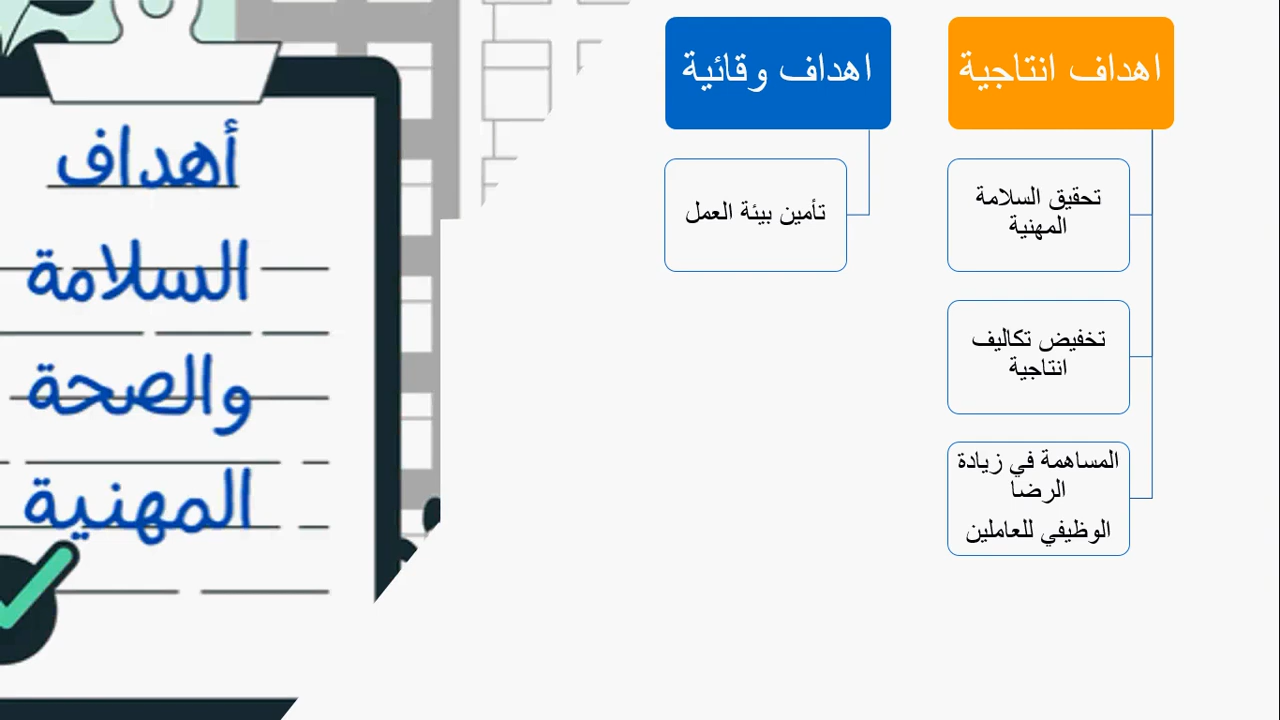 اهداف انتاجية
تحقيق السلامة
المهنية
تخفيض تكاليف
انتاجية
المساهمة في زيادة
الرضا
الوظيفي للعاملين
اهداف وقائية
تأمين بيئة العمل
أهداف
السلامة
والصحة
المهنية